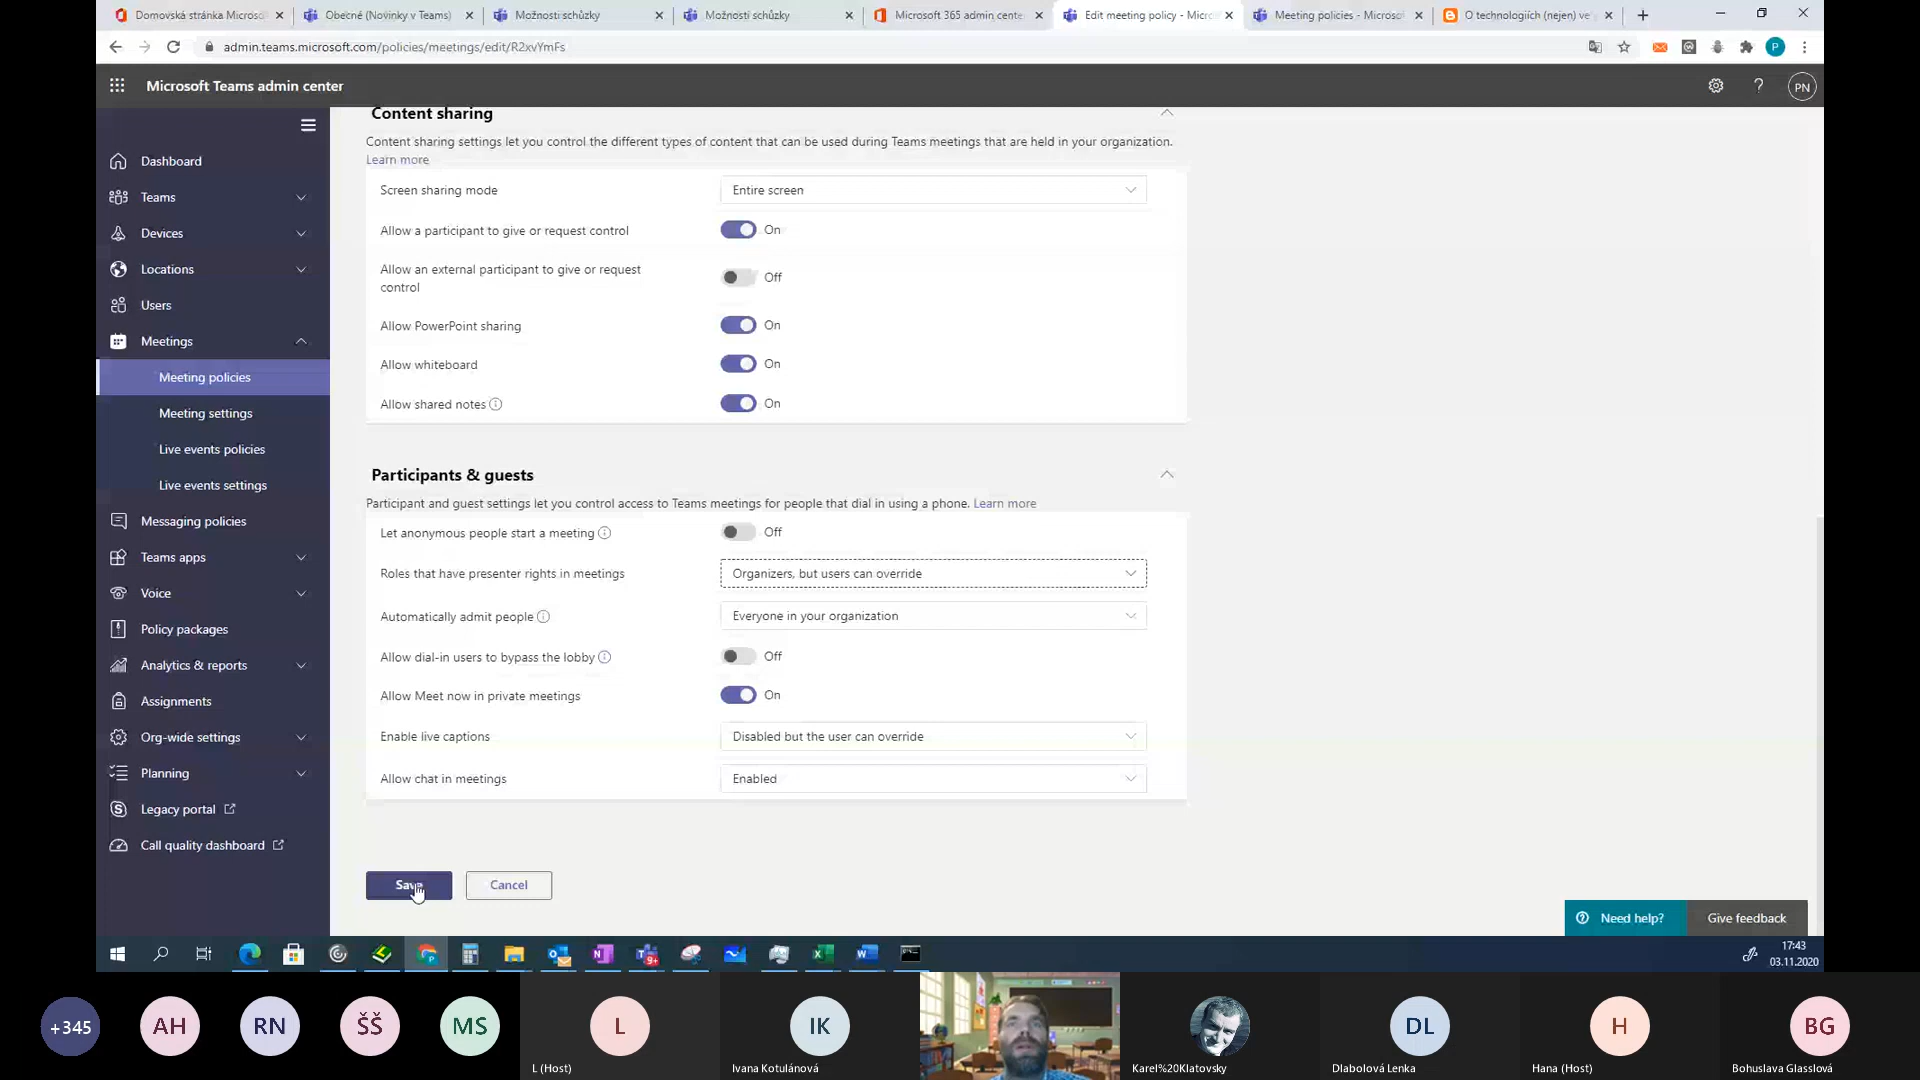 Domovská stránka Microso
Obecné (Novinky v Teams)
Možnosti schůzky
Možnosti schůzky
Microsoft 365 admin cente
Edit meeting policy - Micro
Meeting policies - Microsof
O technologiích (nejen) ve
admin.teams.microsoft.com/policies/meetings/edit/R2xvYmFs
P
Microsoft Teams admin center
?
PN
Dashboard
Teams
Devices
Locations
Users
Meetings
Meeting policies
Meeting settings
Live events policies
Live events settings
Messaging policies
Teams apps
Voice
Policy packages
Analytics & reports
Assignments
Org-wide settings
Planning
Legacy portal
Call quality dashboard
Content sharing
Content sharing settings let you control the different types of content that can be used during Teams meetings that are held in your organization.
Learn more
Screen sharing mode Entire screen
Allow a participant to give or request control On
Allow an external participant to give or request
control Off
Allow PowerPoint sharing On
Allow whiteboard On
Allow shared notes On
Participants & guests
Participant and guest settings let you control access to Teams meetings for people that dial in using a phone. Learn more
Let anonymous people start a meeting Off
Roles that have presenter rights in meetings Organizers, but users can override
Automatically admit people Everyone in your organization
Allow dial-in users to bypass the lobby Off
Allow Meet now in private meetings On
Enable live captions Disabled but the user can override
Allow chat in meetings Enabled
Save Cancel
Need help? Give feedback
9+
17:43
03.11.2020
+345 AH RN ŠŠ MS L IK DL H BG
L (Host) Ivana Kotulánová Karel%20Klatovsky Dlabolová Lenka Hana (Host) Bohuslava Glasslová